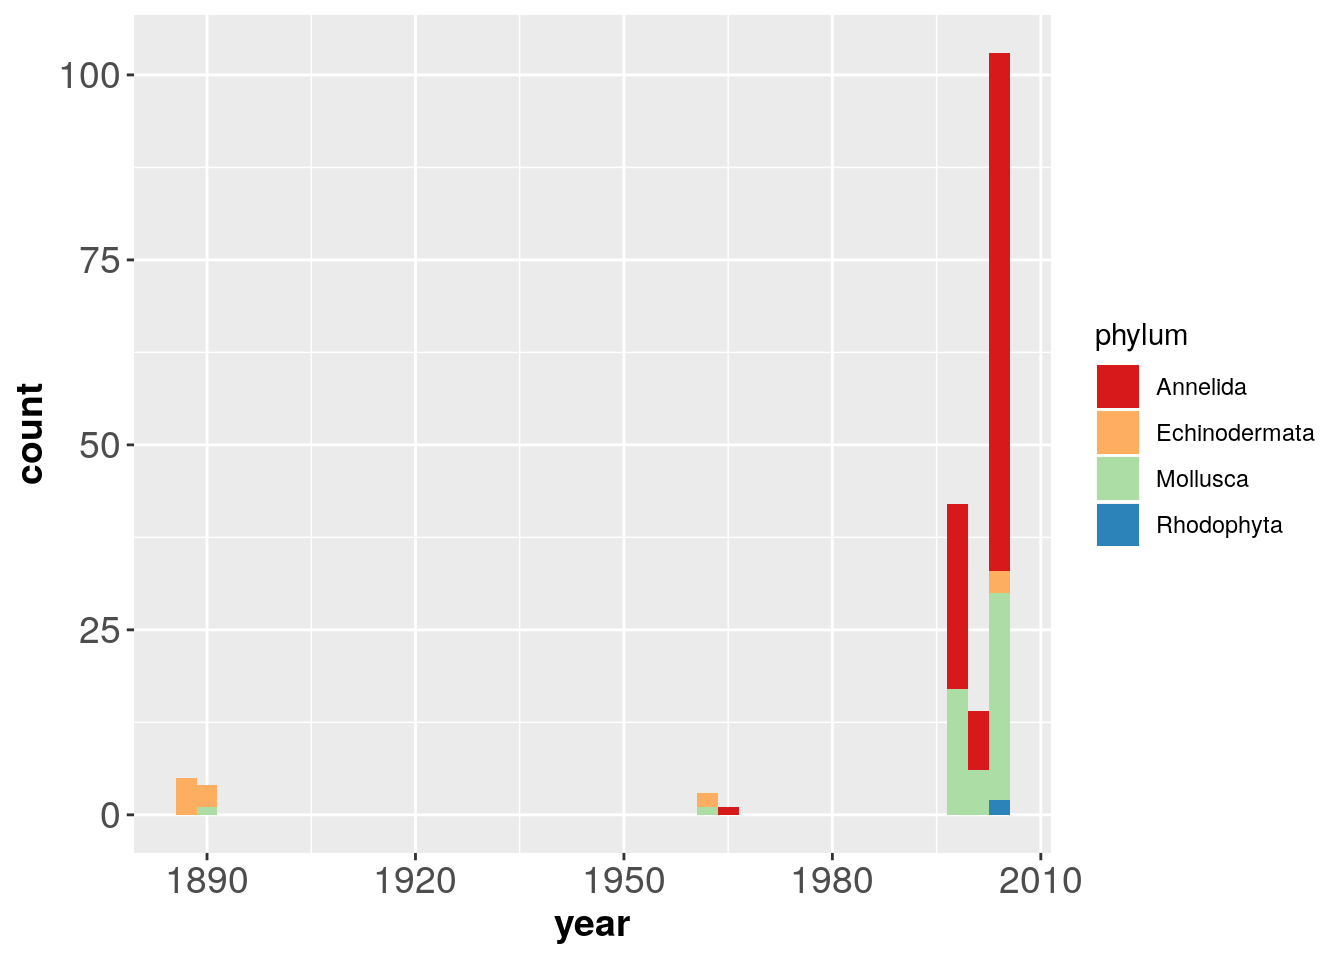 100
75
50
25
0
count
1890 1920 1950 1980 2010
year
phylum
Annelida
Echinodermata
Mollusca
Rhodophyta